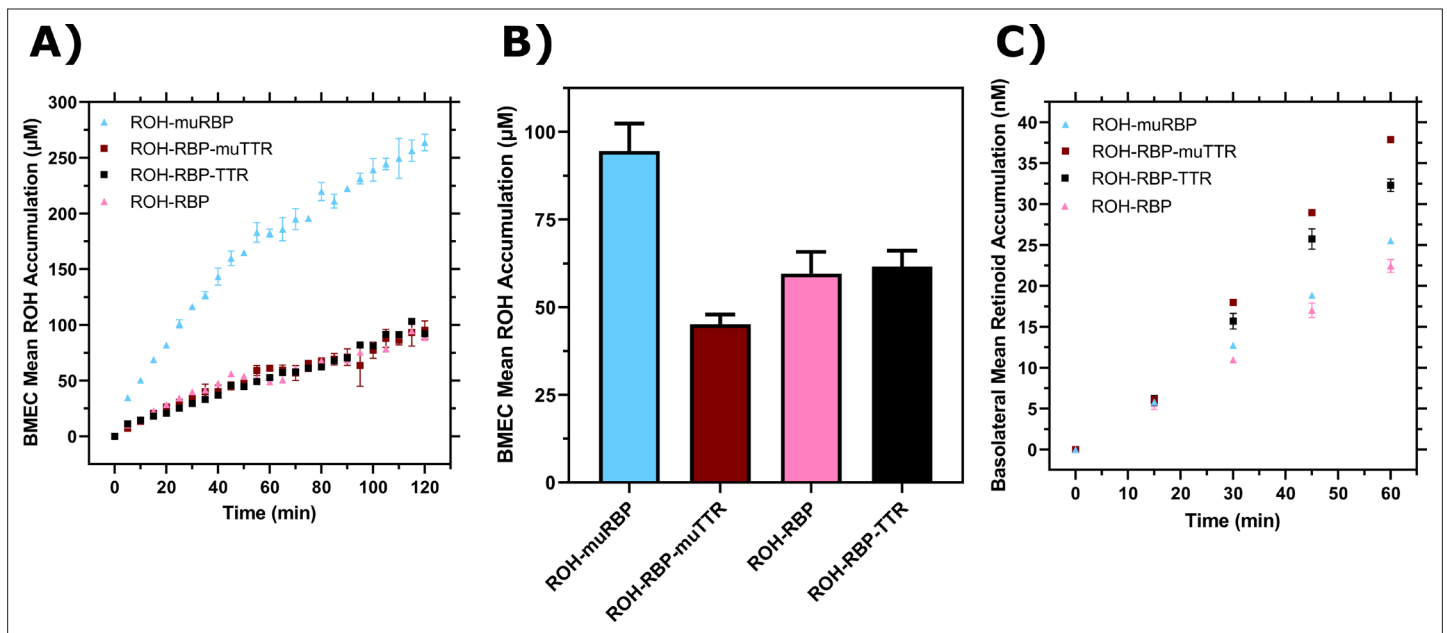 A)
BMEC Mean ROH Accumulation (µM)
300
250
200
150
100
50
0
ROH-muRBP
ROH-RBP-muTTR
ROH-RBP-TTR
ROH-RBP
0 20 40 60 80 100 120
Time (min)
B)
BMEC Mean ROH Accumulation (µM)
100
75
50
25
0
ROH-muRBP
ROH-RBP-muTTR
ROH-RBP
ROH-RBP-TTR
C)
Basolateral Mean Retinoid Accumulation (nM)
40
35
30
25
20
15
10
5
0
ROH-muRBP
ROH-RBP-muTTR
ROH-RBP-TTR
ROH-RBP
0 10 20 30 40 50 60
Time (min)